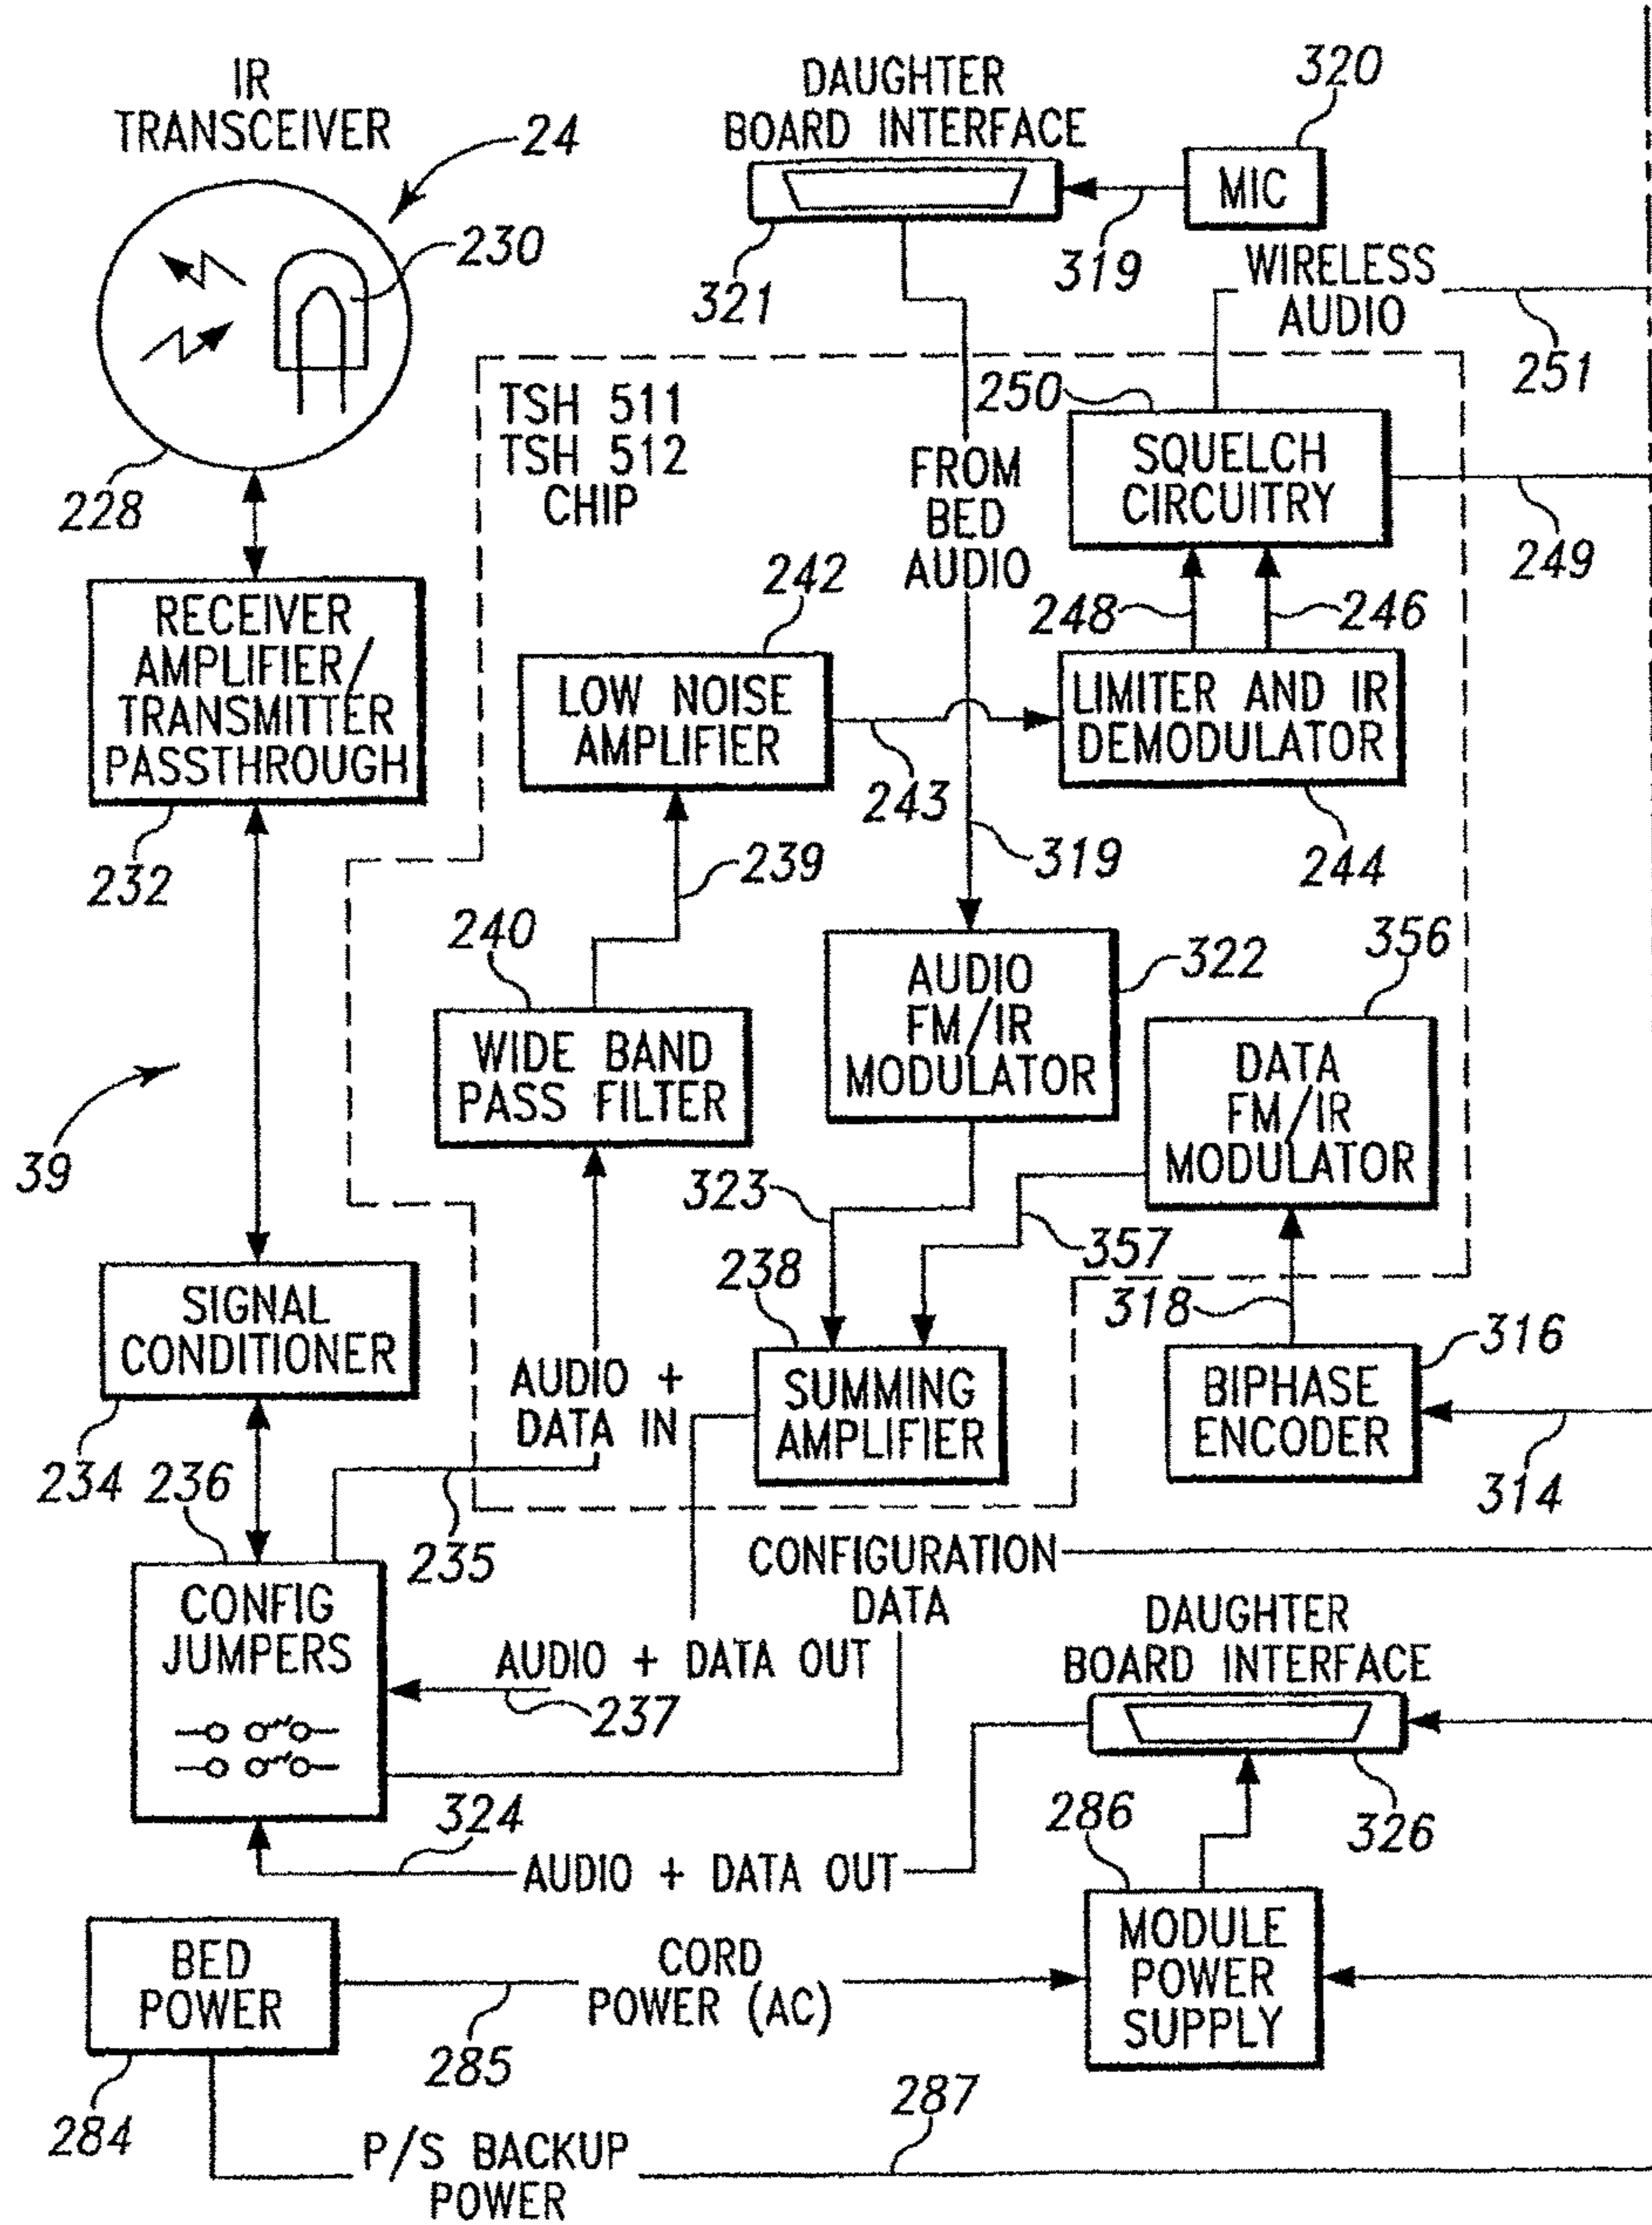 IR
TRANSCEIVER
24
230
228
DAUGHTER
BOARD INTERFACE
321
320
MIC
319
WIRELESS
AUDIO
251
TSH 511
TSH 512
CHIP
250
SQUELCH
CIRCUITRY
249
FROM
BED
AUDIO
248
246
RECEIVER
AMPLIFIER/
TRANSMITTER
PASSTHROUGH
232
242
LOW NOISE
AMPLIFIER
243
LIMITER AND IR
DEMODULATOR
244
239
319
240
WIDE BAND
PASS FILTER
AUDIO
FM/IR
MODULATOR
322
356
DATA
FM/IR
MODULATOR
39
323
357
238
318
SIGNAL
CONDITIONER
234
236
AUDIO +
DATA IN
235
SUMMING
AMPLIFIER
316
BIPHASE
ENCODER
314
CONFIG
JUMPERS
CONFIGURATION
DATA
AUDIO + DATA OUT
237
DAUGHTER
BOARD INTERFACE
326
324
AUDIO + DATA OUT
286
MODULE
POWER
SUPPLY
BED
POWER
284
CORD
POWER (AC)
285
287
P/S BACKUP
POWER